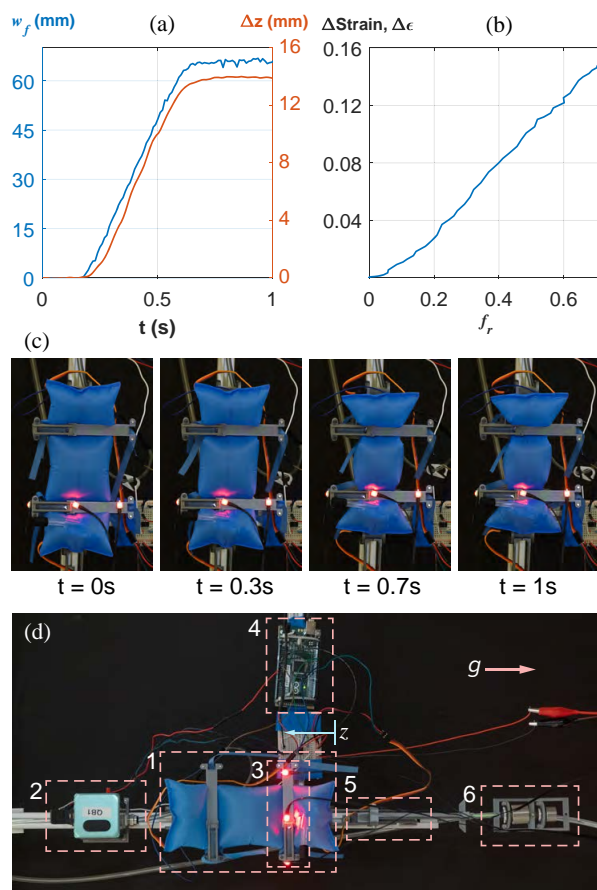 w_f (mm) (a) Δz (mm)
60
45
30
15
0
16
12
8
4
0
0 0.5 1
t (s)
ΔStrain, Δϵ (b)
0.16
0.12
0.08
0.04
0 0.2 0.4 0.6
f_r
(c)
t = 0s t = 0.3s t = 0.7s t = 1s
(d)
4
g
z
1
3
2
5
6
QB1